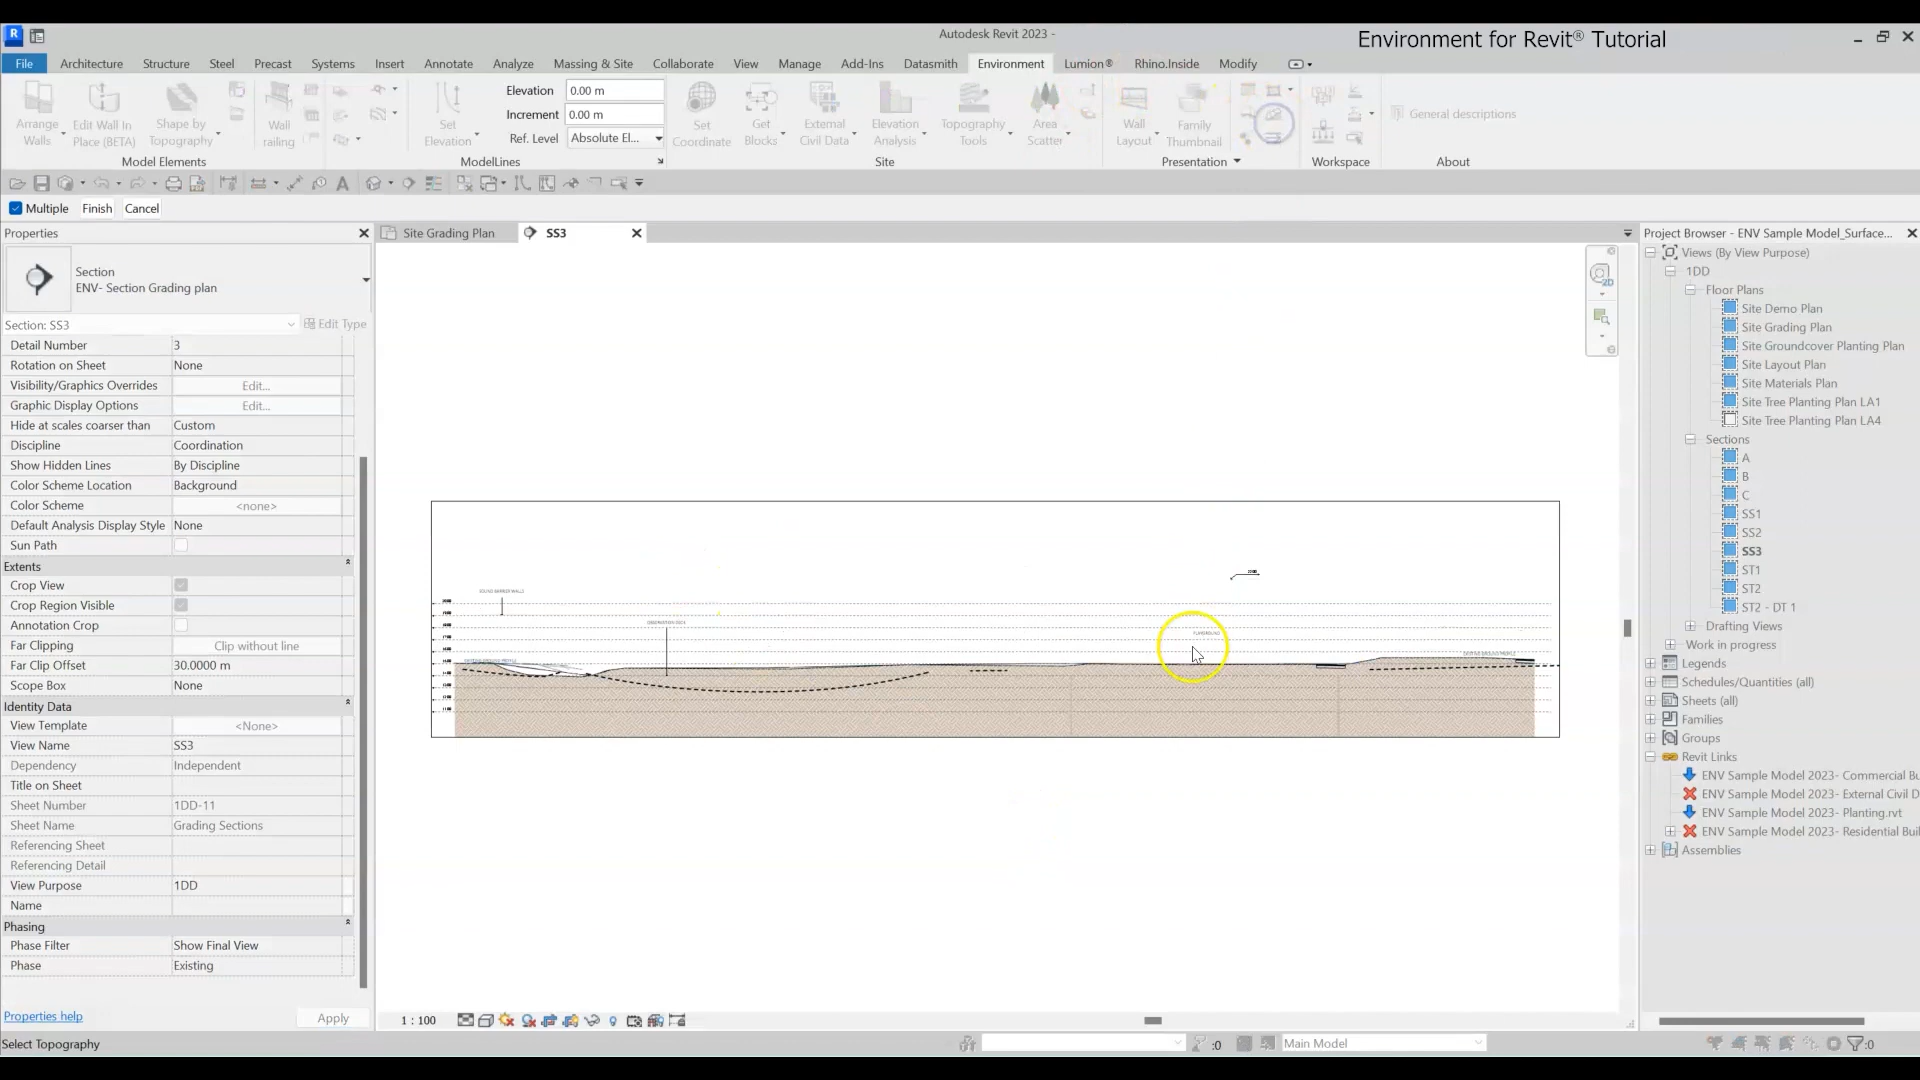 Autodesk Revit 2023 -
Environment for Revit® Tutorial
File Architecture Structure Steel Precast Systems Insert Annotate Analyze Massing & Site Collaborate View Manage Add-Ins Datasmith Environment Lumion® Rhino.Inside Modify
Arrange Walls
Edit Wall In Place (BETA)
Shape by Topography
Wall railing
Model Elements
Set Elevation
Elevation 0.00 m
Increment 0.00 m
Ref. Level Absolute El...
ModelLines
Set Coordinate
Get Blocks
External Civil Data
Elevation Analysis
Topography Tools
Area Scatter
Site
Wall Layout
Family Thumbnail
Presentation
Workspace
General descriptions
About
Multiple Finish Cancel
Properties
Section
ENV- Section Grading plan
Section: SS3
Edit Type
Detail Number 3
Rotation on Sheet None
Visibility/Graphics Overrides Edit...
Graphic Display Options Edit...
Hide at scales coarser than Custom
Discipline Coordination
Show Hidden Lines By Discipline
Color Scheme Location Background
Color Scheme <none>
Default Analysis Display Style None
Sun Path
Extents
Crop View
Crop Region Visible
Annotation Crop
Far Clipping Clip without line
Far Clip Offset 30.0000 m
Scope Box None
Identity Data
View Template <None>
View Name SS3
Dependency Independent
Title on Sheet
Sheet Number 1DD-11
Sheet Name Grading Sections
Referencing Sheet
Referencing Detail
View Purpose 1DD
Name
Phasing
Phase Filter Show Final View
Phase Existing
Properties help
Apply
Site Grading Plan
SS3
2D
SOUND BARRIER WALLS
OBSERVATION DECK
PLAYGROUND
EXISTING GROUND PROFILE
EXISTING GROUND PROFILE
1 : 100
Project Browser - ENV Sample Model_Surface...
Views (By View Purpose)
1DD
Floor Plans
Site Demo Plan
Site Grading Plan
Site Groundcover Planting Plan
Site Layout Plan
Site Materials Plan
Site Tree Planting Plan LA1
Site Tree Planting Plan LA4
Sections
A
B
C
SS1
SS2
SS3
ST1
ST2
ST2 - DT 1
Drafting Views
Work in progress
Legends
Schedules/Quantities (all)
Sheets (all)
Families
Groups
Revit Links
ENV Sample Model 2023- Commercial Bu
ENV Sample Model 2023- External Civil D
ENV Sample Model 2023- Planting.rvt
ENV Sample Model 2023- Residential Buil
Assemblies
Select Topography
:0
Main Model
:0